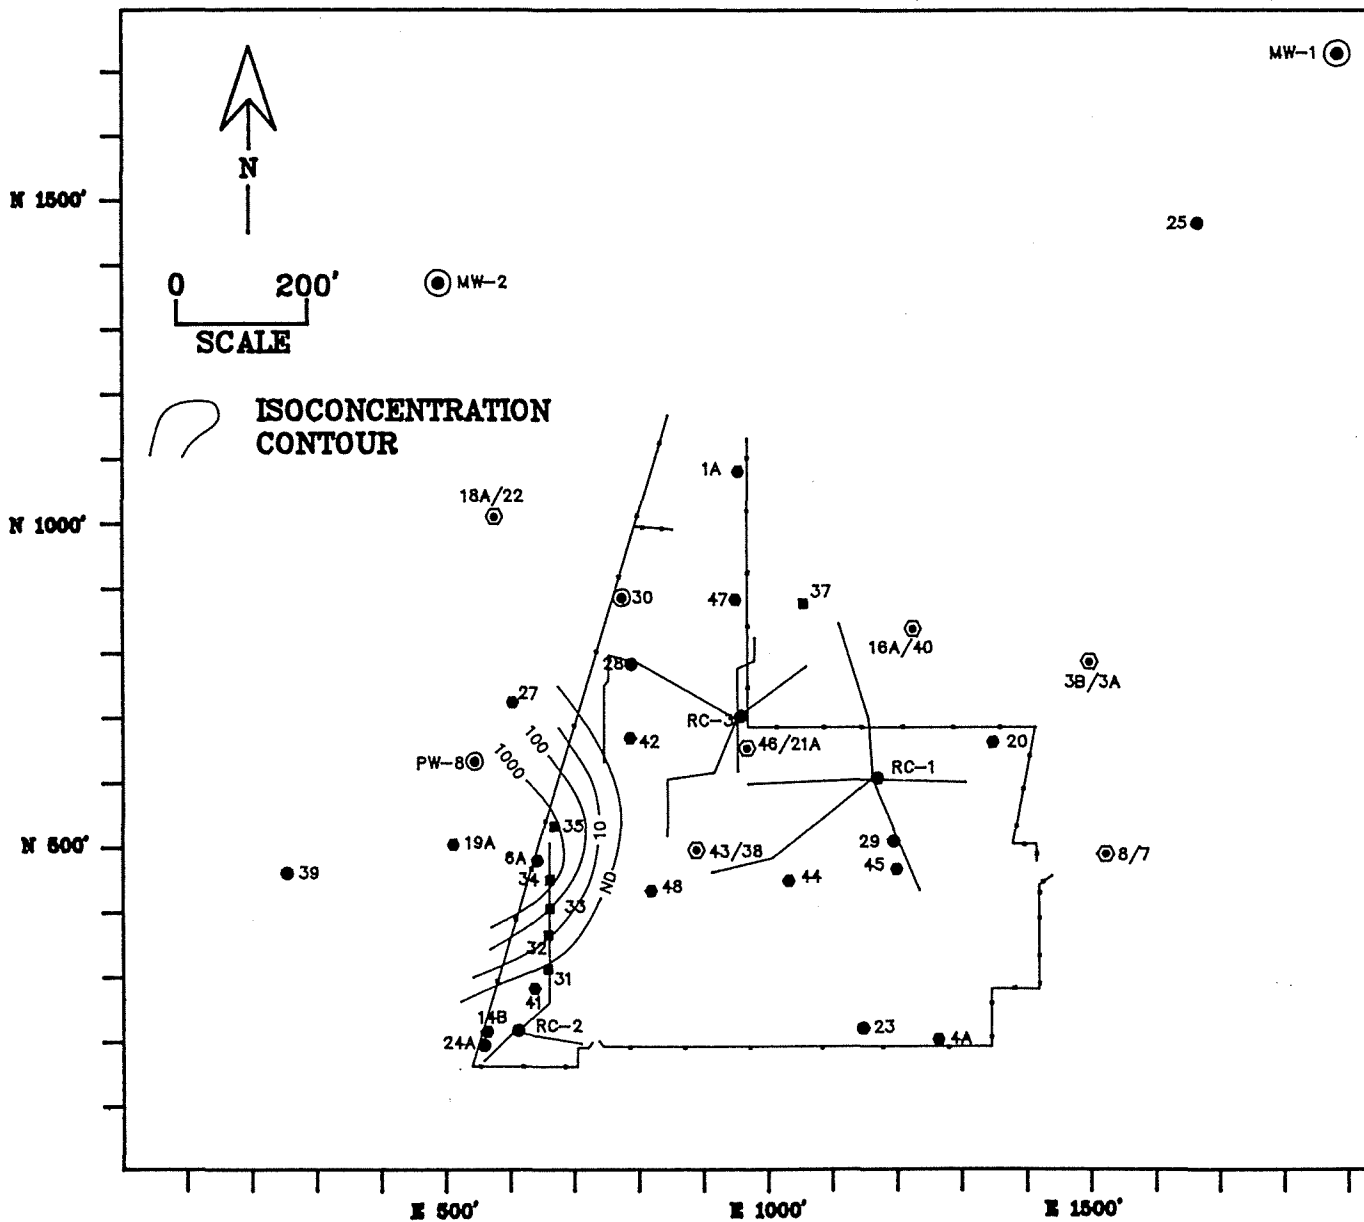 MW-1
N
N 1500'
25
0 200'
MW-2
SCALE
ISOCONCENTRATION
CONTOUR
1A
18A/22
N 1000'
30
47
37
16A/40
28
3B/3A
27
RC-3
42
46/21A
20
100
PW-8
1000
RC-1
35
10
N 500'
19A
6A
43/38
29
8/7
39
34
ND
48
44
45
33
32
31
41
14B
RC-2
24A
23
4A
E 500' E 1000' E 1500'